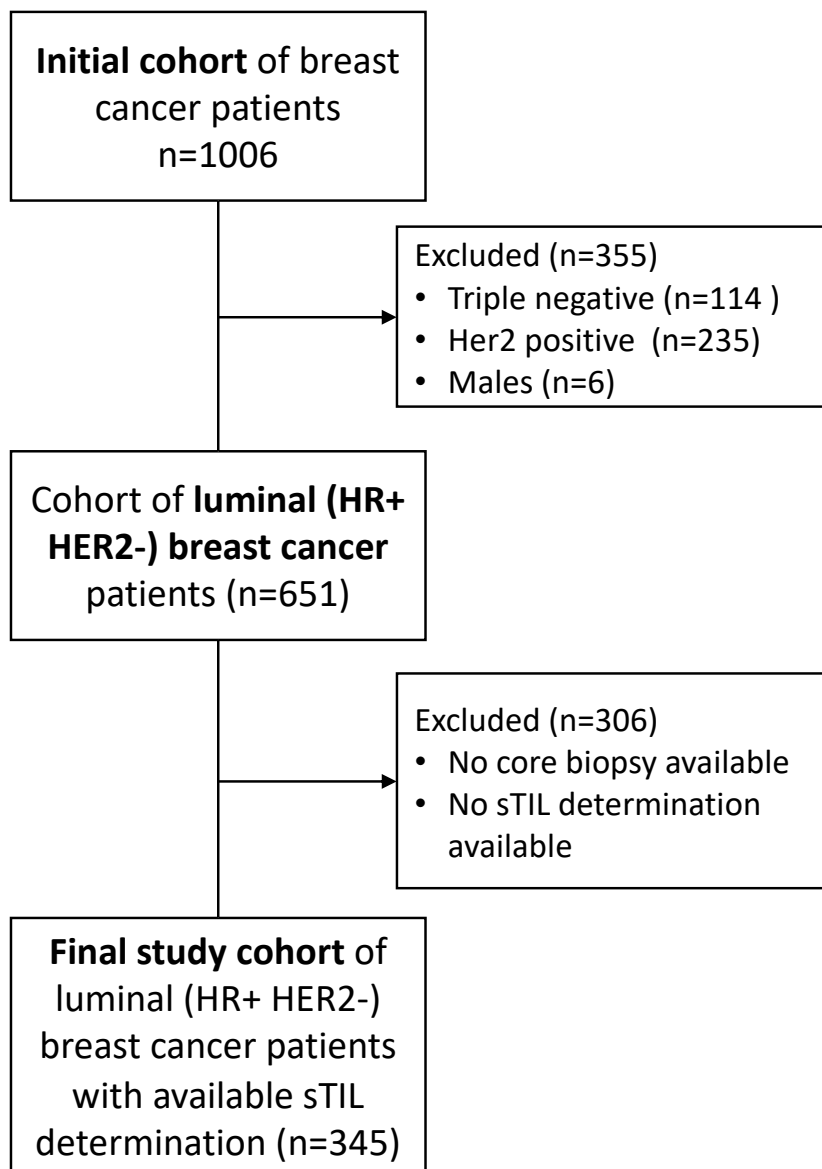 Initial cohort of breast
cancer patients
n=1006
Excluded (n=355)
• Triple negative (n=114 )
• Her2 positive (n=235)
• Males (n=6)
Cohort of luminal (HR+
HER2-) breast cancer
patients (n=651)
Excluded (n=306)
• No core biopsy available
• No sTIL determination
available
Final study cohort of
luminal (HR+ HER2-)
breast cancer patients
with available sTIL
determination (n=345)